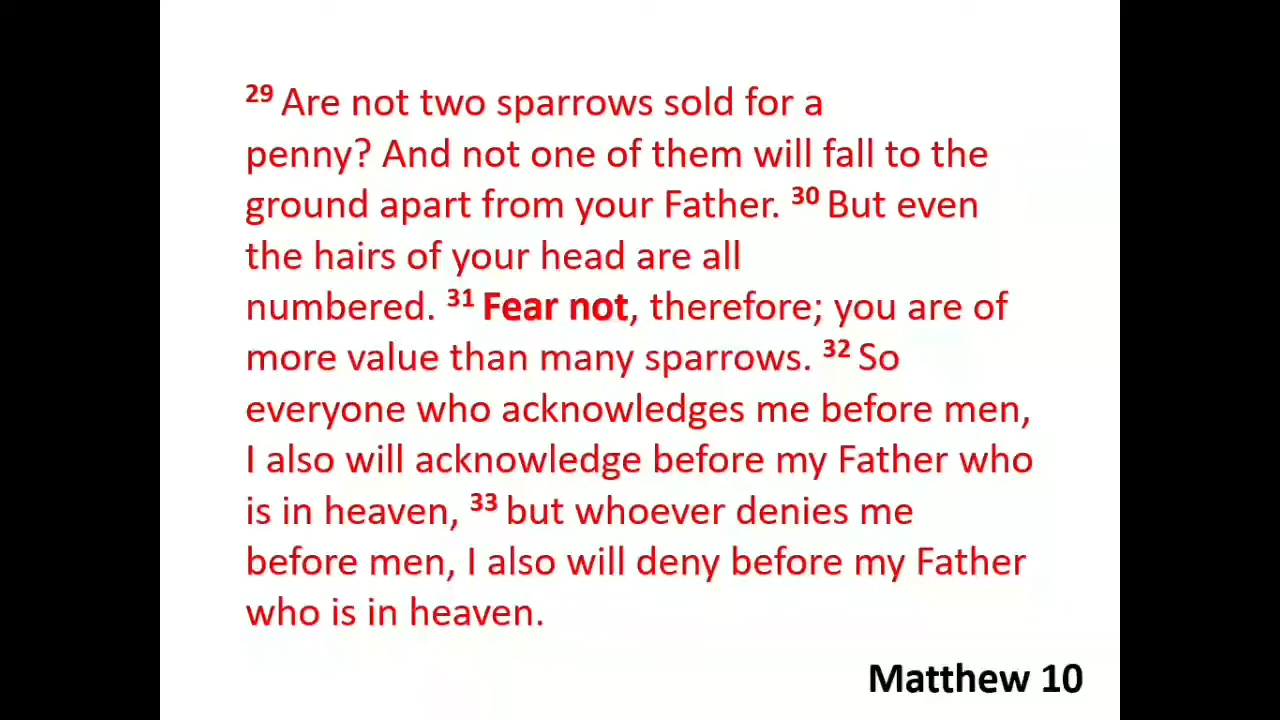 29 Are not two sparrows sold for a
penny? And not one of them will fall to the
ground apart from your Father. 30 But even
the hairs of your head are all
numbered. 31 Fear not, therefore; you are of
more value than many sparrows. 32 So
everyone who acknowledges me before men,
I also will acknowledge before my Father who
is in heaven, 33 but whoever denies me
before men, I also will deny before my Father
who is in heaven.
Matthew 10